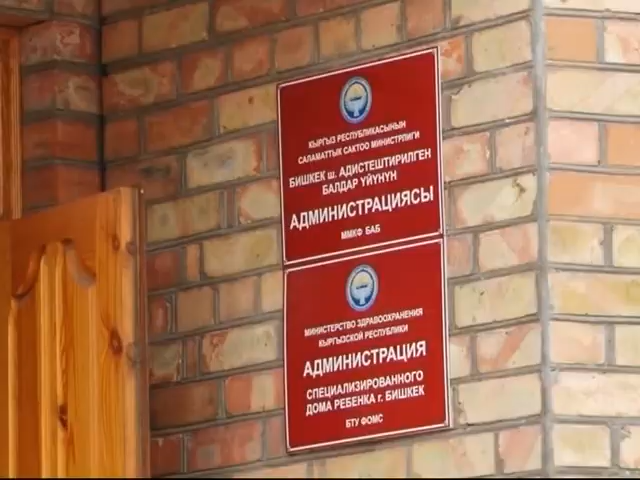 КЫРГЫЗ РЕСПУБЛИКАСЫНЫН
САЛАМАТТЫК САКТОО МИНИСТРЛИГИ
БИШКЕК ш. АДИСТЕШТИРИЛГЕН
БАЛДАР ҮЙҮНҮН
АДМИНИСТРАЦИЯСЫ
ММКФ БАБ
МИНИСТЕРСТВО ЗДРАВООХРАНЕНИЯ
КЫРГЫЗСКОЙ РЕСПУБЛИКИ
АДМИНИСТРАЦИЯ
СПЕЦИАЛИЗИРОВАННОГО
ДОМА РЕБЕНКА г. БИШКЕК
БТУ ФОМС